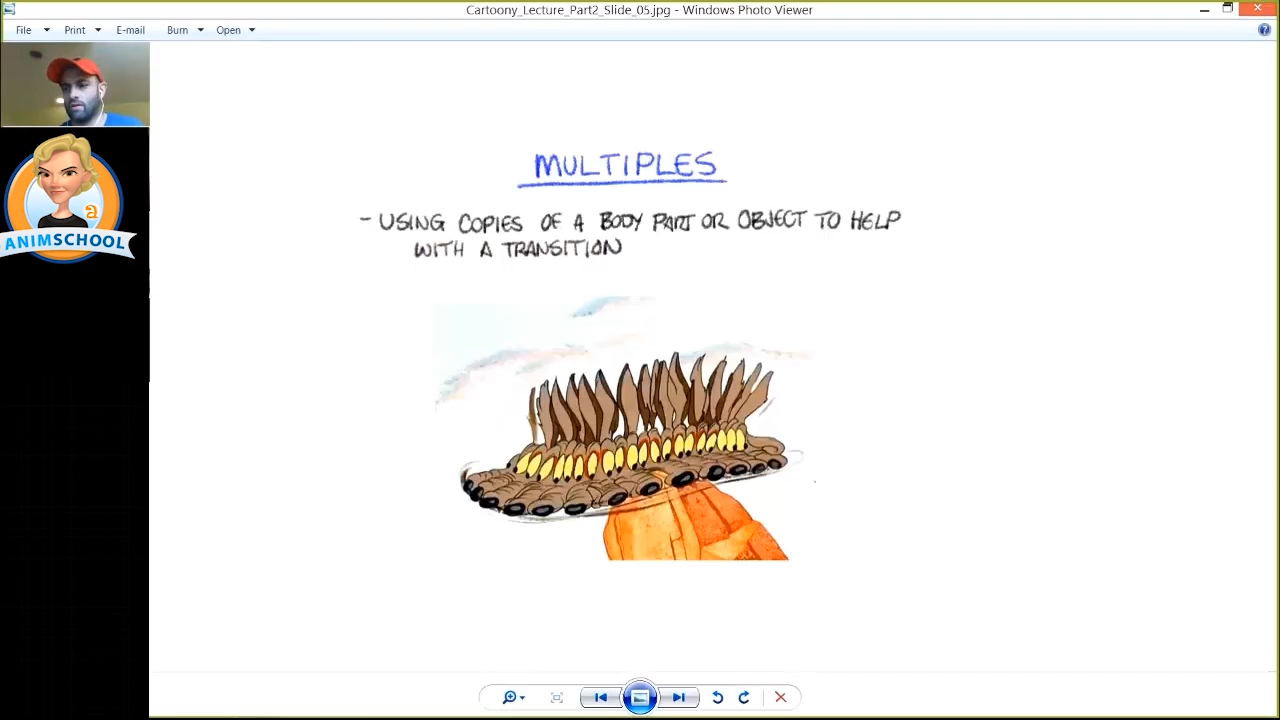 Cartoony_Lecture_Part2_Slide_05.jpg - Windows Photo Viewer
File Print E-mail Burn Open
a
ANIMSCHOOL
MULTIPLES
- USING COPIES OF A BODY PART OR OBJECT TO HELP
WITH A TRANSITION